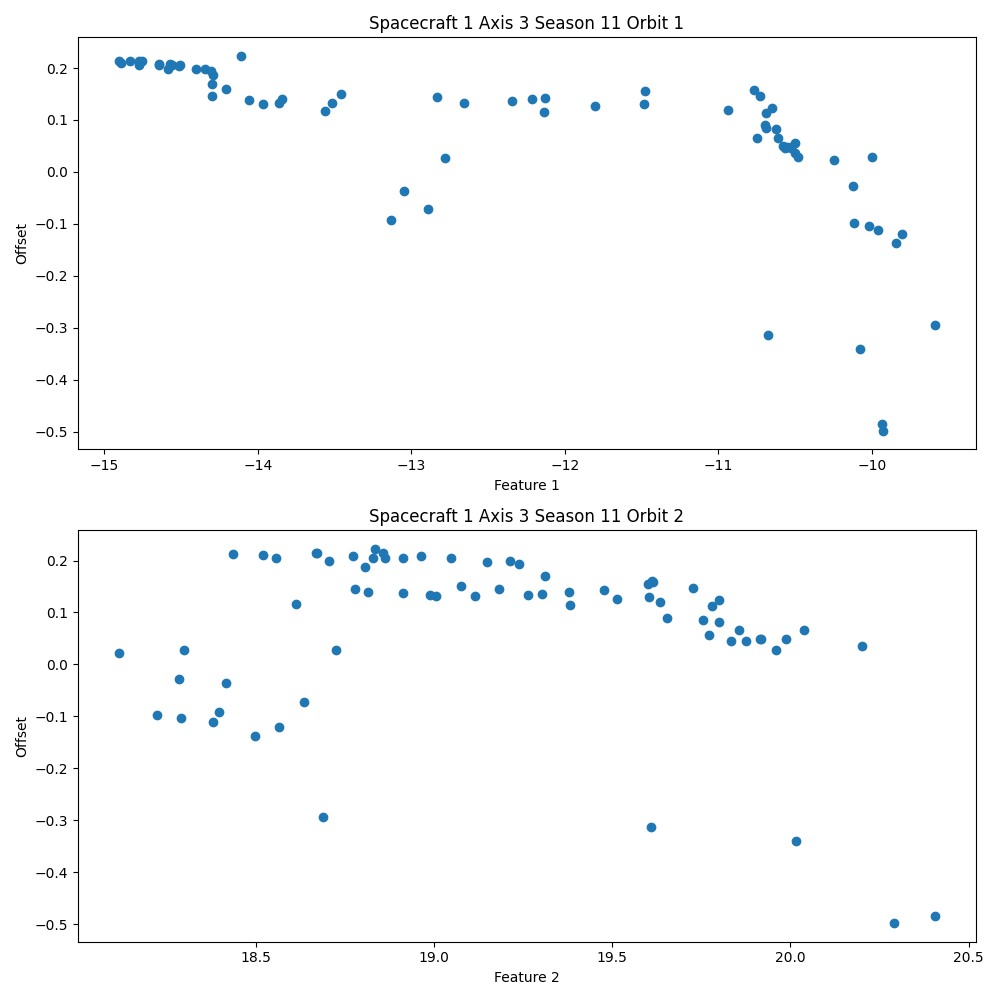 Spacecraft 1 Axis 3 Season 11 Orbit 1
0.2
0.1
0.0
−0.1
−0.2
−0.3
−0.4
−0.5
Offset
−15 −14 −13 −12 −11 −10
Feature 1
Spacecraft 1 Axis 3 Season 11 Orbit 2
0.2
0.1
0.0
−0.1
−0.2
−0.3
−0.4
−0.5
Offset
18.5 19.0 19.5 20.0 20.5
Feature 2